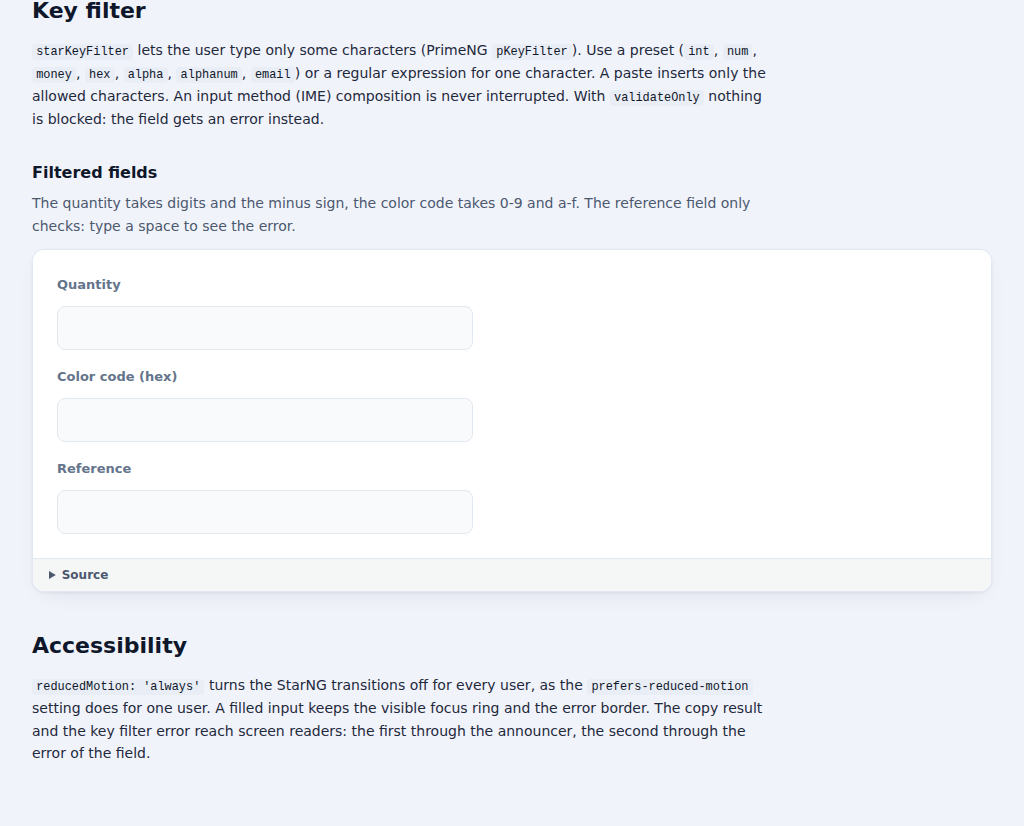 Key filter
starKeyFilter lets the user type only some characters (PrimeNG pKeyFilter). Use a preset (int, num,
money, hex, alpha, alphanum, email) or a regular expression for one character. A paste inserts only the
allowed characters. An input method (IME) composition is never interrupted. With validateOnly nothing
is blocked: the field gets an error instead.
Filtered fields
The quantity takes digits and the minus sign, the color code takes 0-9 and a-f. The reference field only
checks: type a space to see the error.
Quantity
Color code (hex)
Reference
Source
Accessibility
reducedMotion: 'always' turns the StarNG transitions off for every user, as the prefers-reduced-motion
setting does for one user. A filled input keeps the visible focus ring and the error border. The copy result
and the key filter error reach screen readers: the first through the announcer, the second through the
error of the field.